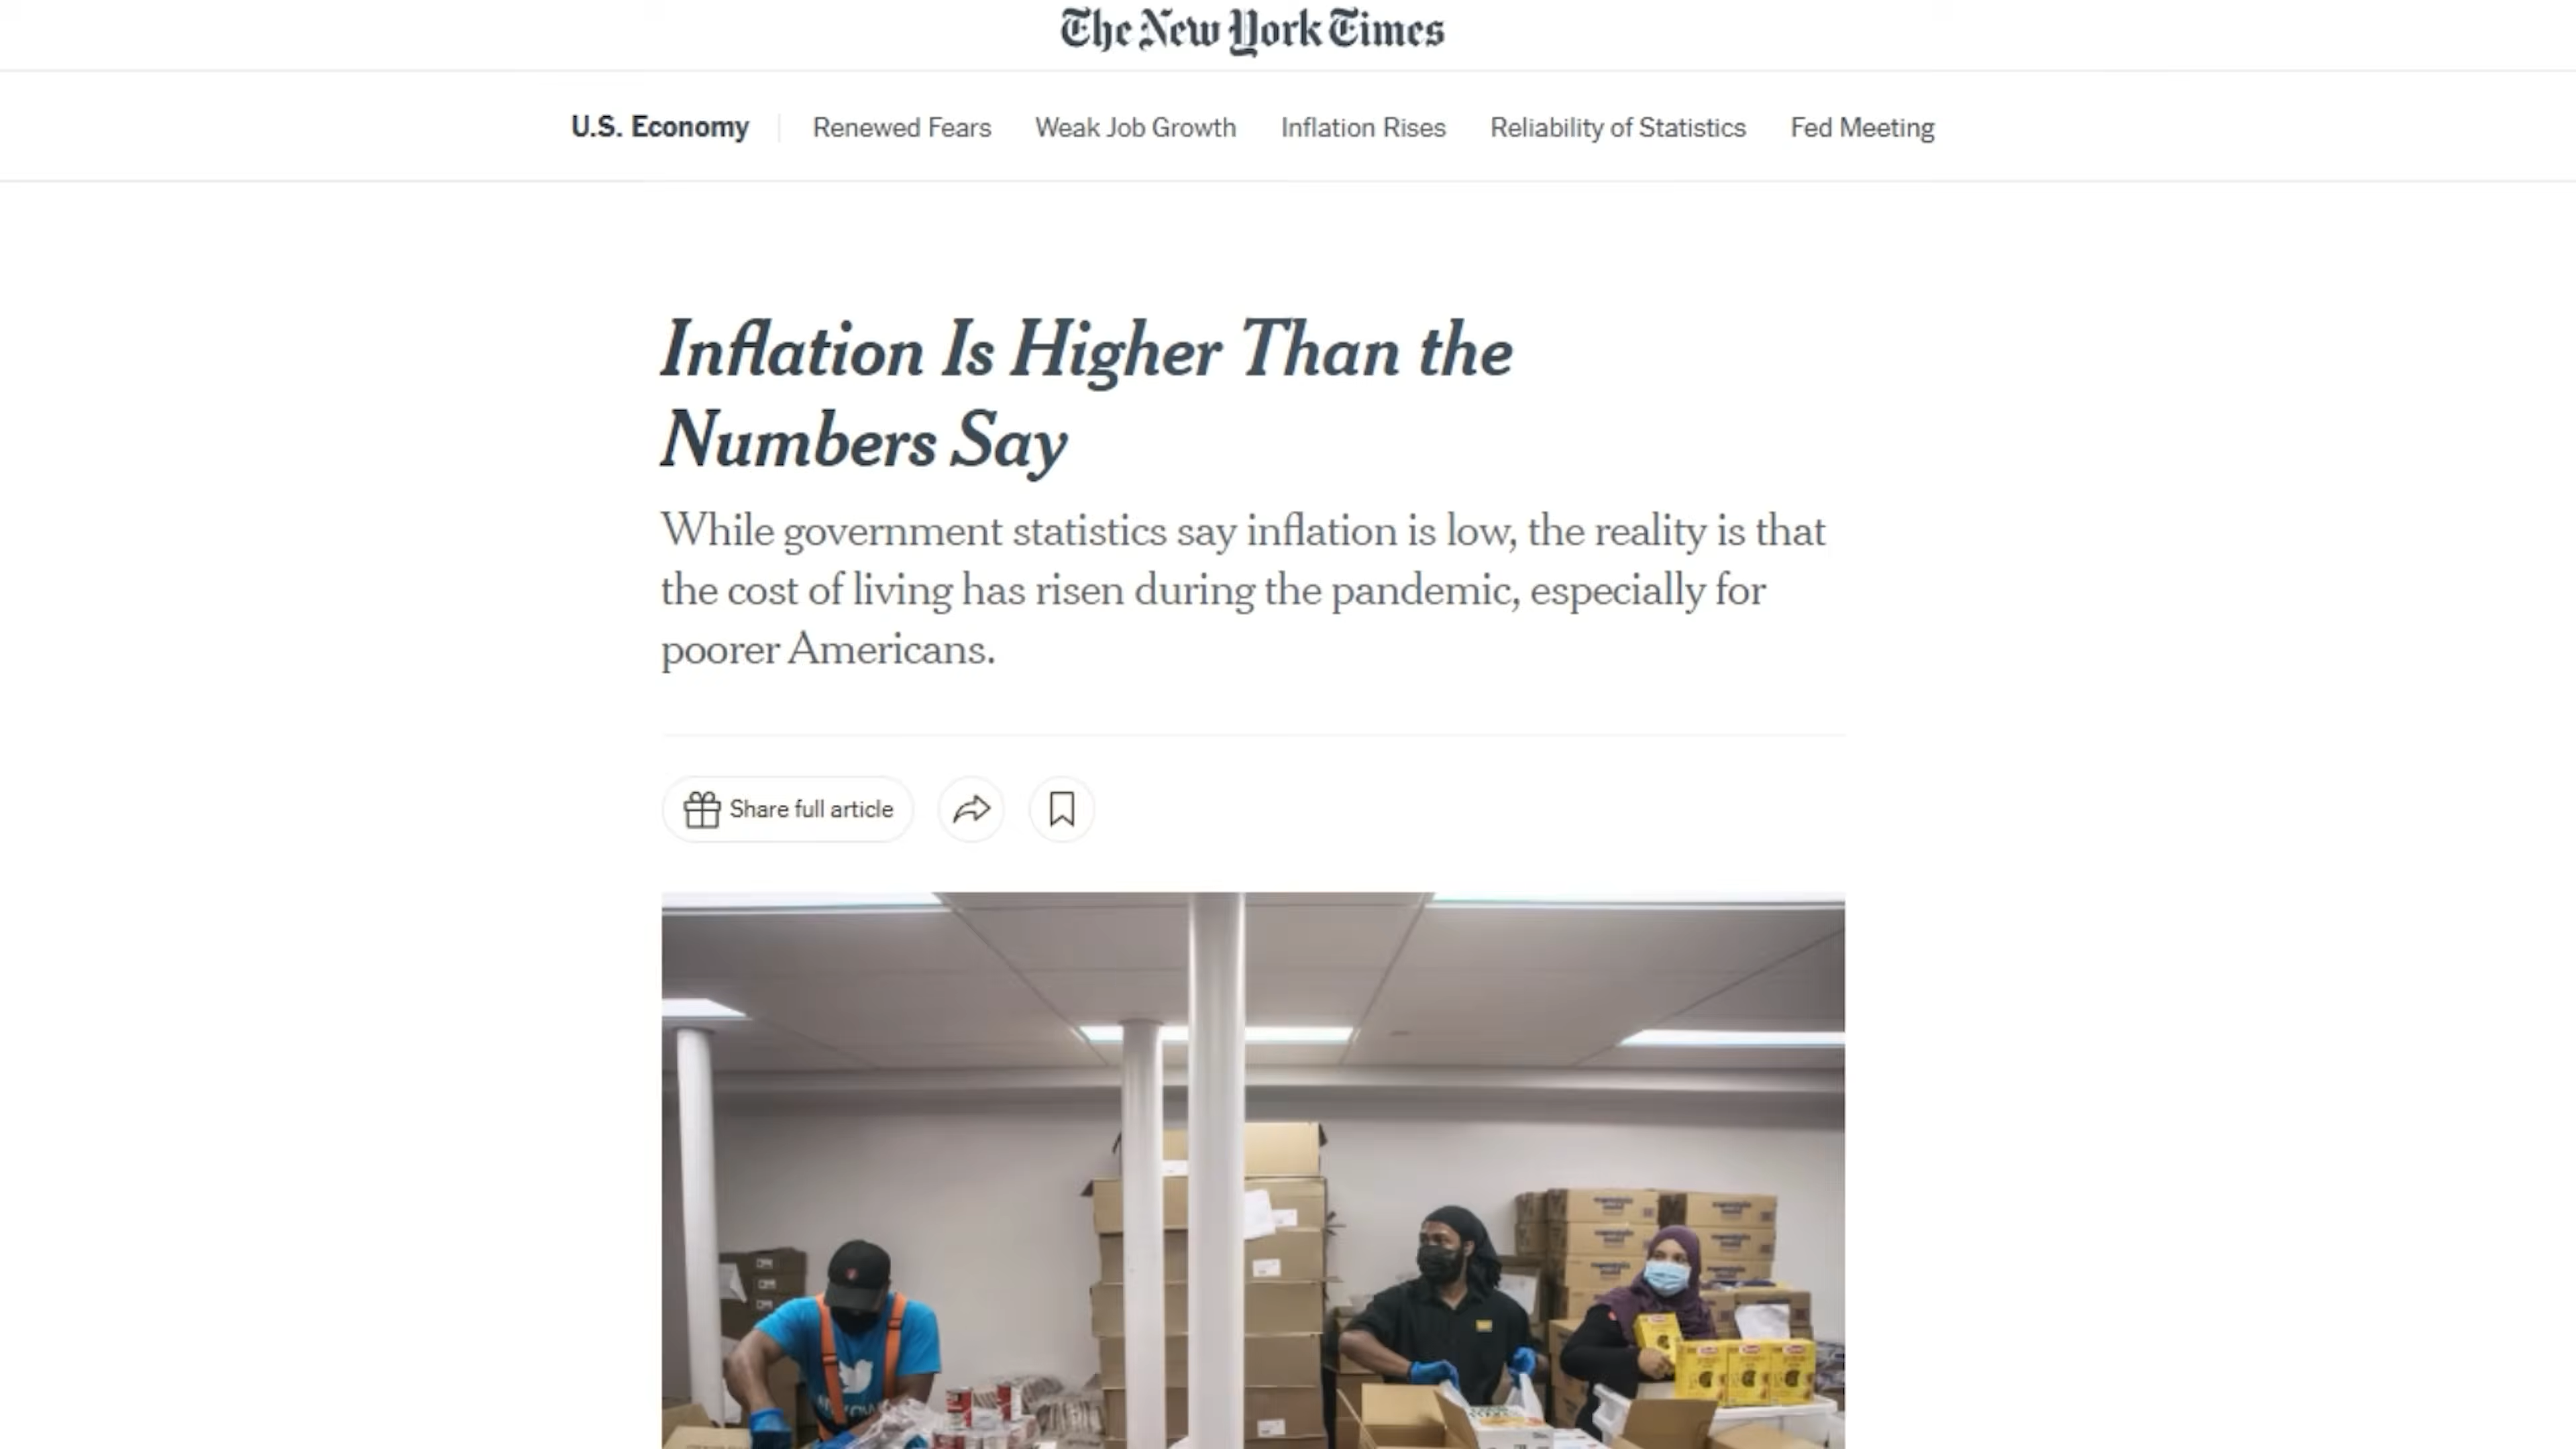 The New York Times
U.S. Economy Renewed Fears Weak Job Growth Inflation Rises Reliability of Statistics Fed Meeting
Inflation Is Higher Than the
Numbers Say
While government statistics say inflation is low, the reality is that
the cost of living has risen during the pandemic, especially for
poorer Americans.
Share full article